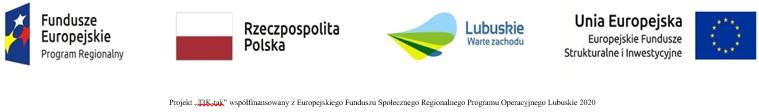 Fundusze
Europejskie
Program Regionalny
Rzeczpospolita
Polska
Lubuskie
Warte zachodu
Unia Europejska
Europejskie Fundusze
Strukturalne i Inwestycyjne
Projekt „TIK-tak” współfinansowany z Europejskiego Funduszu Społecznego Regionalnego Programu Operacyjnego Lubuskie 2020